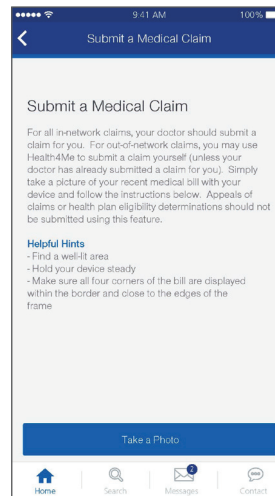 9:41 AM
100%
Submit a Medical Claim
Submit a Medical Claim
For all in-network claims, your doctor should submit a
claim for you. For out-of-network claims, you may use
Health4Me to submit a claim yourself (unless your
doctor has already submitted a claim for you). Simply
take a picture of your recent medical bill with your
device and follow the instructions below. Appeals of
claims or health plan eligibility determinations should not
be submitted using this feature.
Helpful Hints
- Find a well-lit area
- Hold your device steady
- Make sure all four corners of the bill are displayed
within the border and close to the edges of the
frame
Take a Photo
2
Home
Search
Messages
Contact